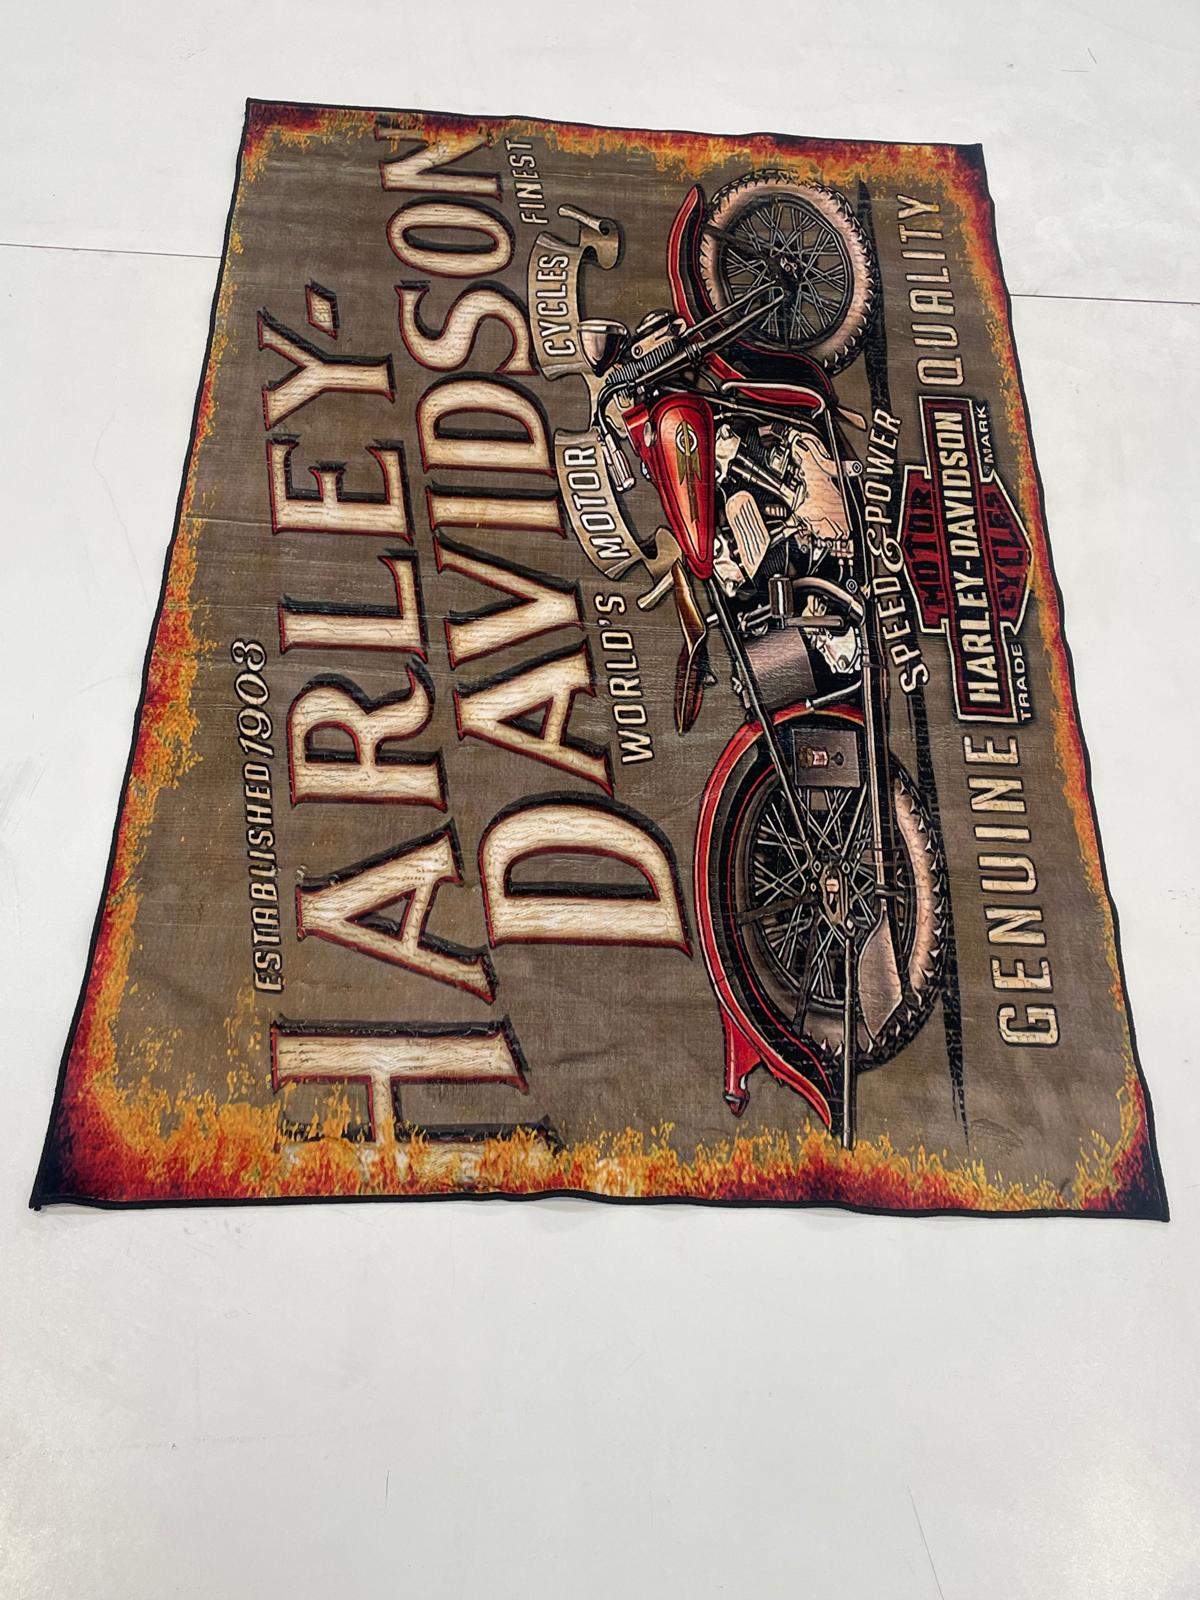 ESTABLISHED 1903
HARLEY-
DAVIDSON
WORLD'S MOTOR CYCLES FINEST
SPEED & POWER
MOTOR
HARLEY-DAVIDSON
CYCLES
TRADE MARK
GENUINE QUALITY